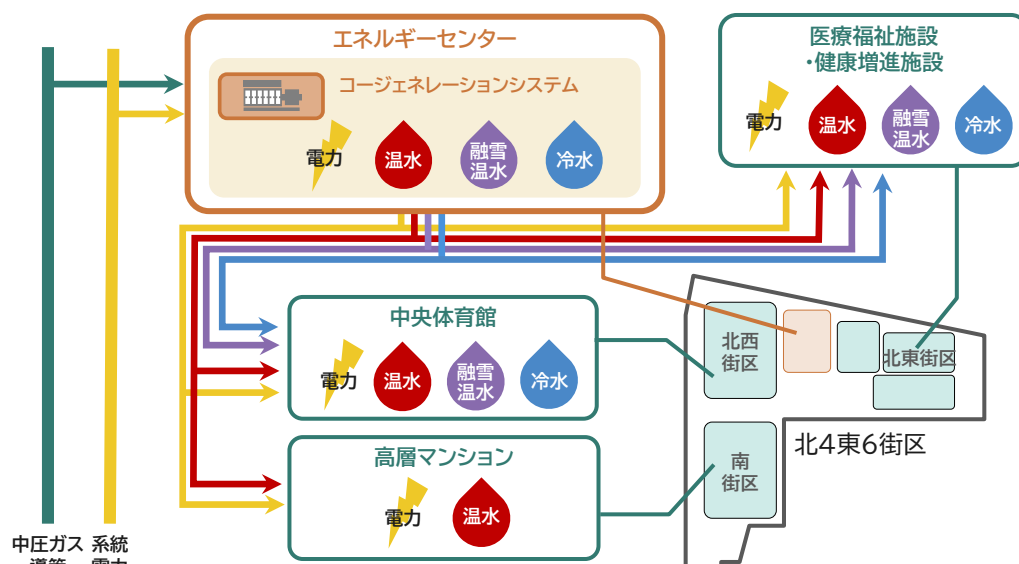 エネルギーセンター
コージェネレーションシステム
電力
温水
融雪
温水
冷水
医療福祉施設
・健康増進施設
電力
温水
融雪
温水
冷水
中央体育館
電力
温水
融雪
温水
冷水
高層マンション
電力
温水
北西
街区
北東街区
南
街区
北4東6街区
中圧ガス
導管
系統
電力